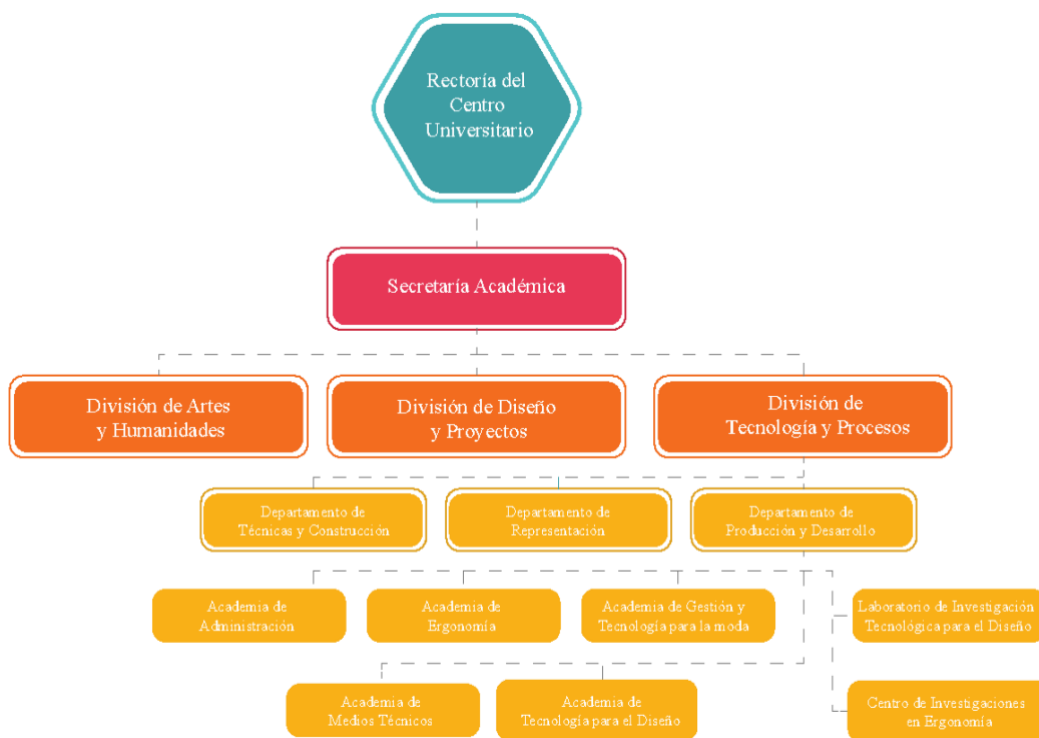 Rectoría del
Centro
Universitario
Secretaría Académica
División de Artes
y Humanidades
División de Diseño
y Proyectos
División de
Tecnología y Procesos
Departamento de
Técnicas y Construcción
Departamento de
Representación
Departamento de
Producción y Desarrollo
Academia de
Administración
Academia de
Ergonomía
Academia de Gestión y
Tecnología para la moda
Laboratorio de Investigación
Tecnológica para el Diseño
Academia de
Medios Técnicos
Academia de
Tecnología para el Diseño
Centro de Investigaciones
en Ergonomía